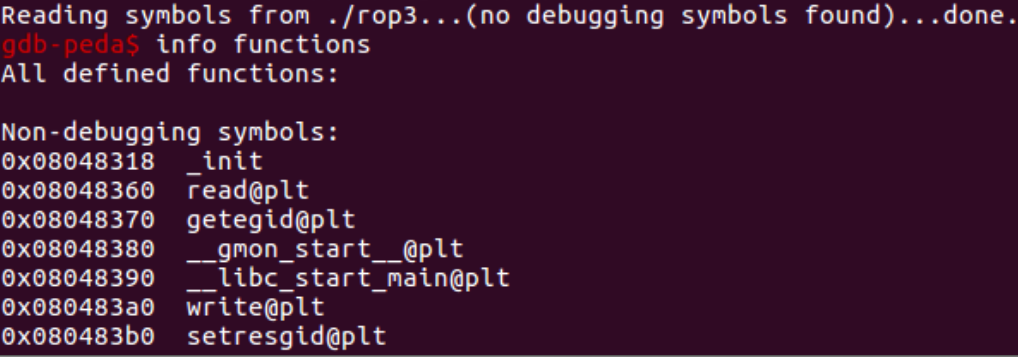 Reading symbols from ./rop3...(no debugging symbols found)...done.
gdb-peda$ info functions
All defined functions:
Non-debugging symbols:
0x08048318  _init
0x08048360  read@plt
0x08048370  getegid@plt
0x08048380  __gmon_start__@plt
0x08048390  __libc_start_main@plt
0x080483a0  write@plt
0x080483b0  setresgid@plt